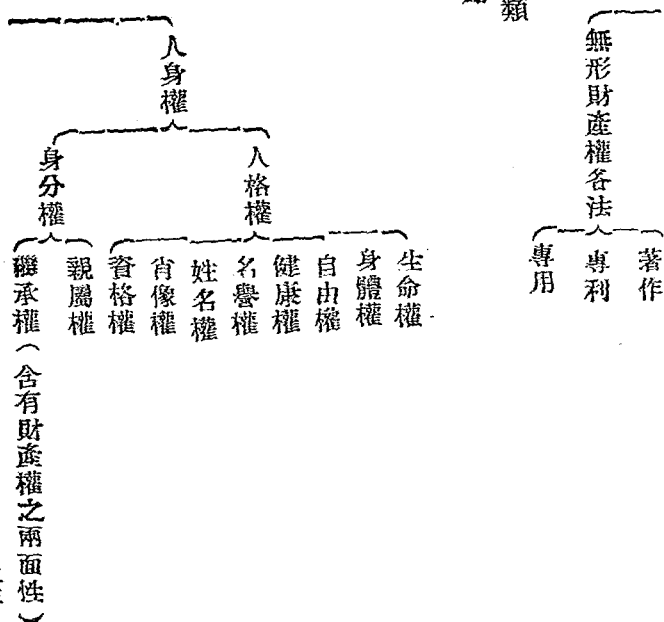 類
無形財產權各法
著作
專利
專用
人身權
人格權
生命權
身體權
自由權
健康權
名譽權
姓名權
肖像權
資格權
身分權
親屬權
繼承權（含有財產權之兩面性）